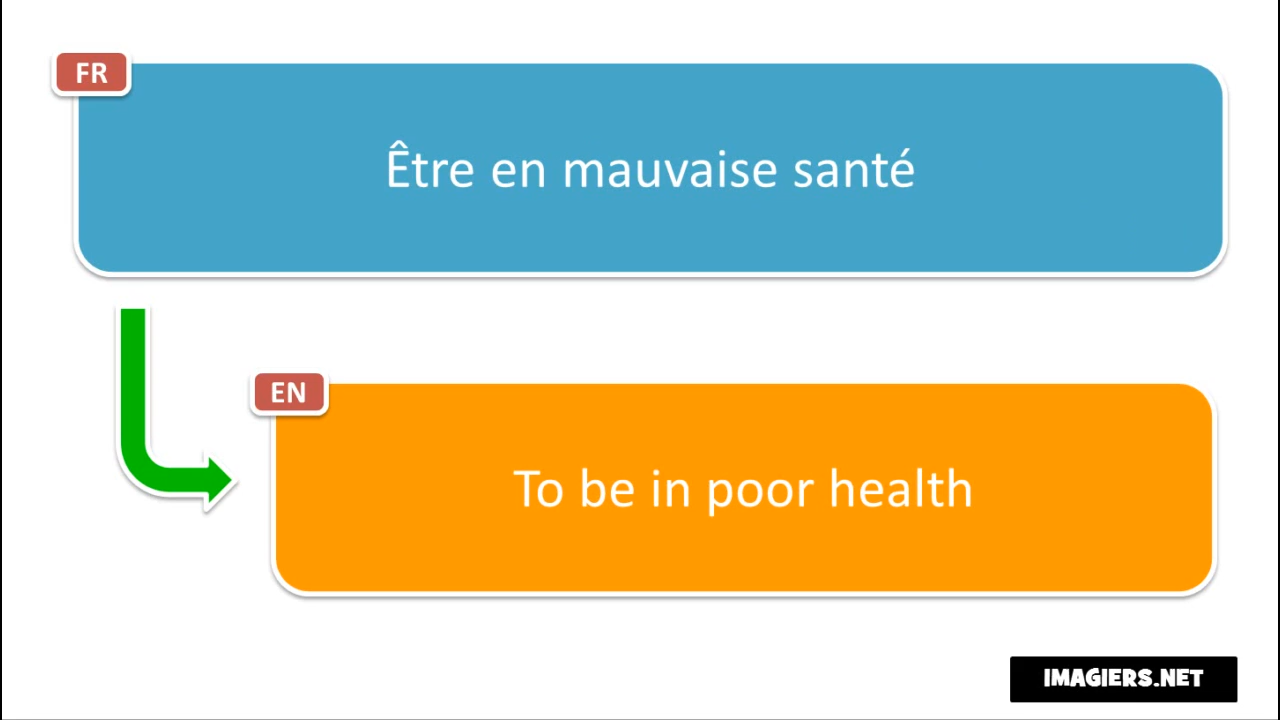 FR
Être en mauvaise santé
EN
To be in poor health
IMAGIERS.NET